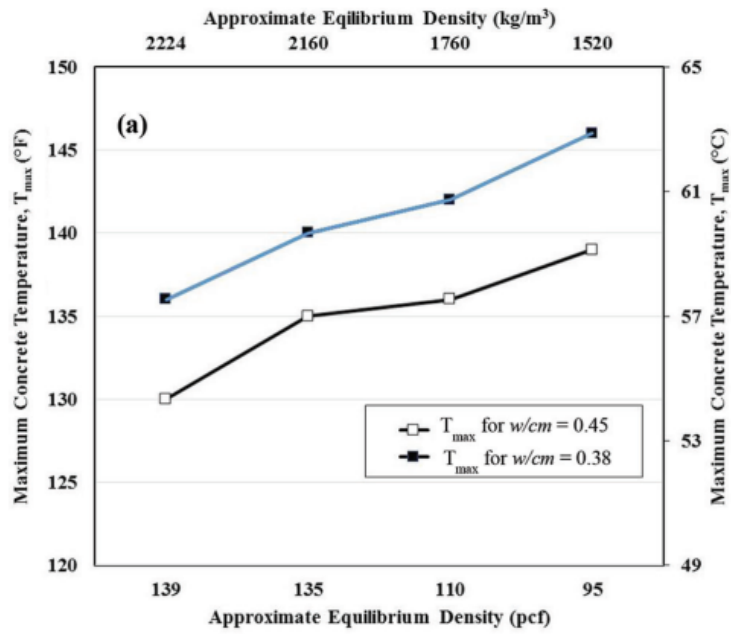 Approximate Eqilibrium Density (kg/m³)
2224 2160 1760 1520
150 65
(a)
145
Maximum Concrete Temperature, Tmax (°F)
61
140
135 57
Maximum Concrete Temperature, Tmax (°C)
130
Tmax for w/cm = 0.45
53
Tmax for w/cm = 0.38
125
120 49
139 135 110 95
Approximate Equilibrium Density (pcf)